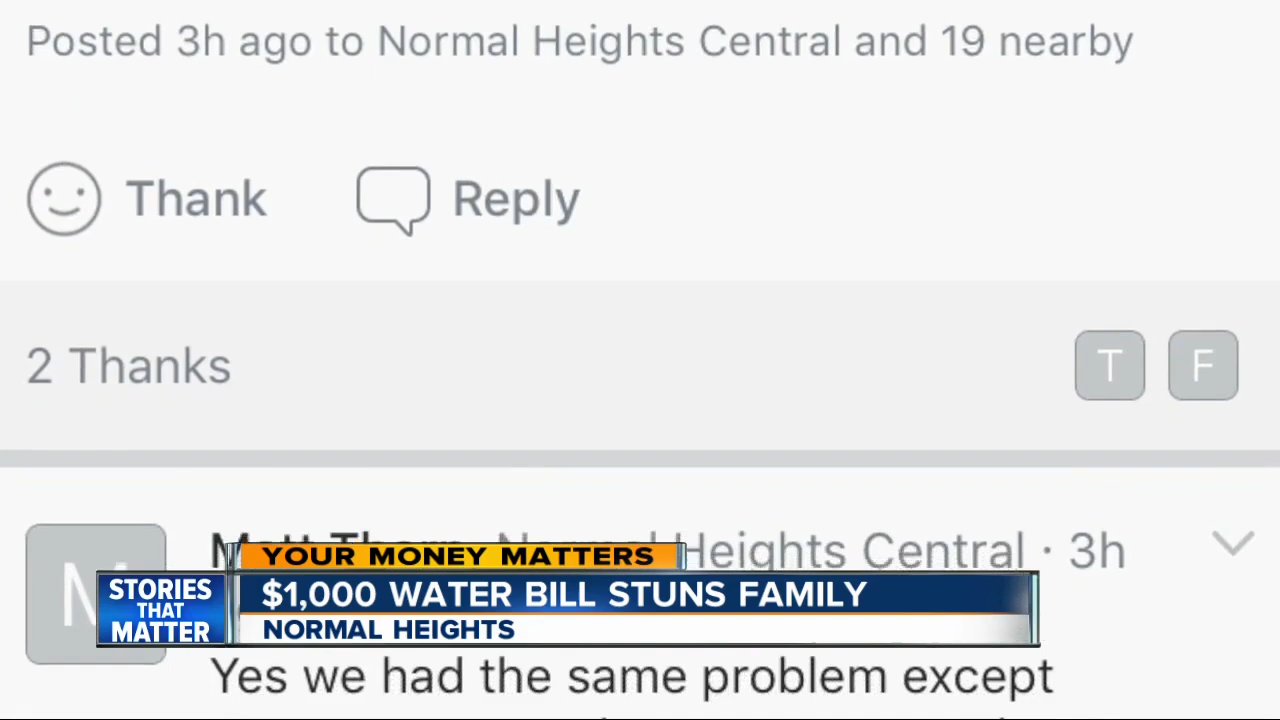 Posted 3h ago to Normal Heights Central and 19 nearby
Thank
Reply
2 Thanks
T
F
Heights Central · 3h
M
YOUR MONEY MATTERS
STORIES
THAT
MATTER
$1,000 WATER BILL STUNS FAMILY
NORMAL HEIGHTS
Yes we had the same problem except